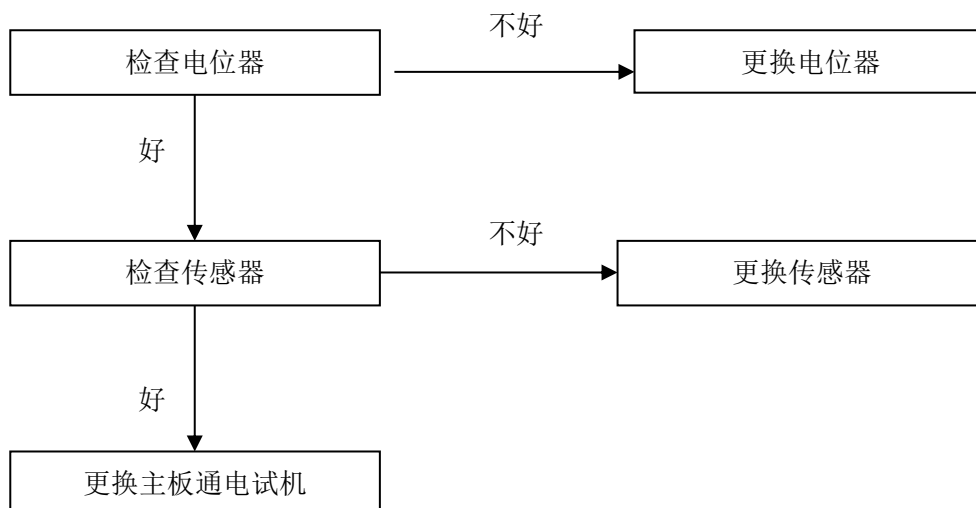 不好
检查电位器
更换电位器
好
不好
检查传感器
更换传感器
好
更换主板通电试机